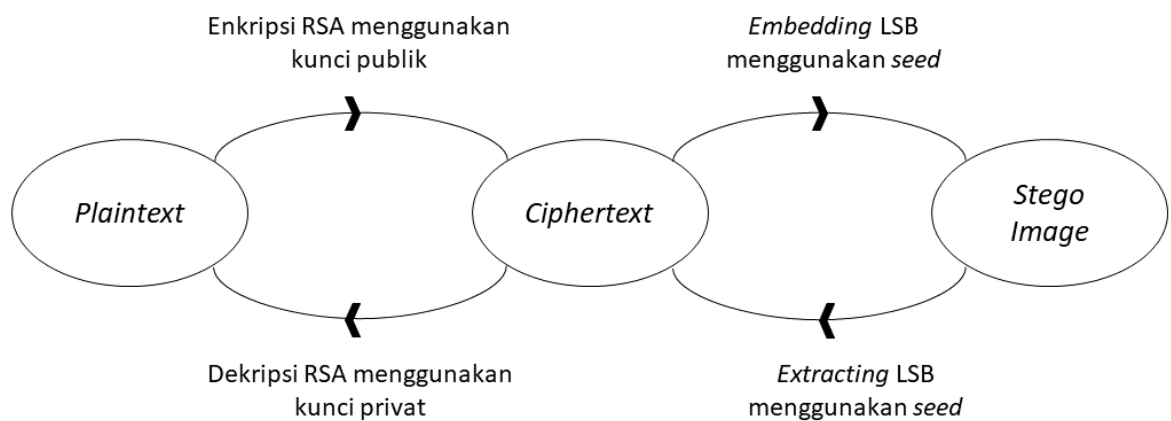 Enkripsi RSA menggunakan
kunci publik
Embedding LSB
menggunakan seed
Plaintext
Ciphertext
Stego
Image
Dekripsi RSA menggunakan
kunci privat
Extracting LSB
menggunakan seed